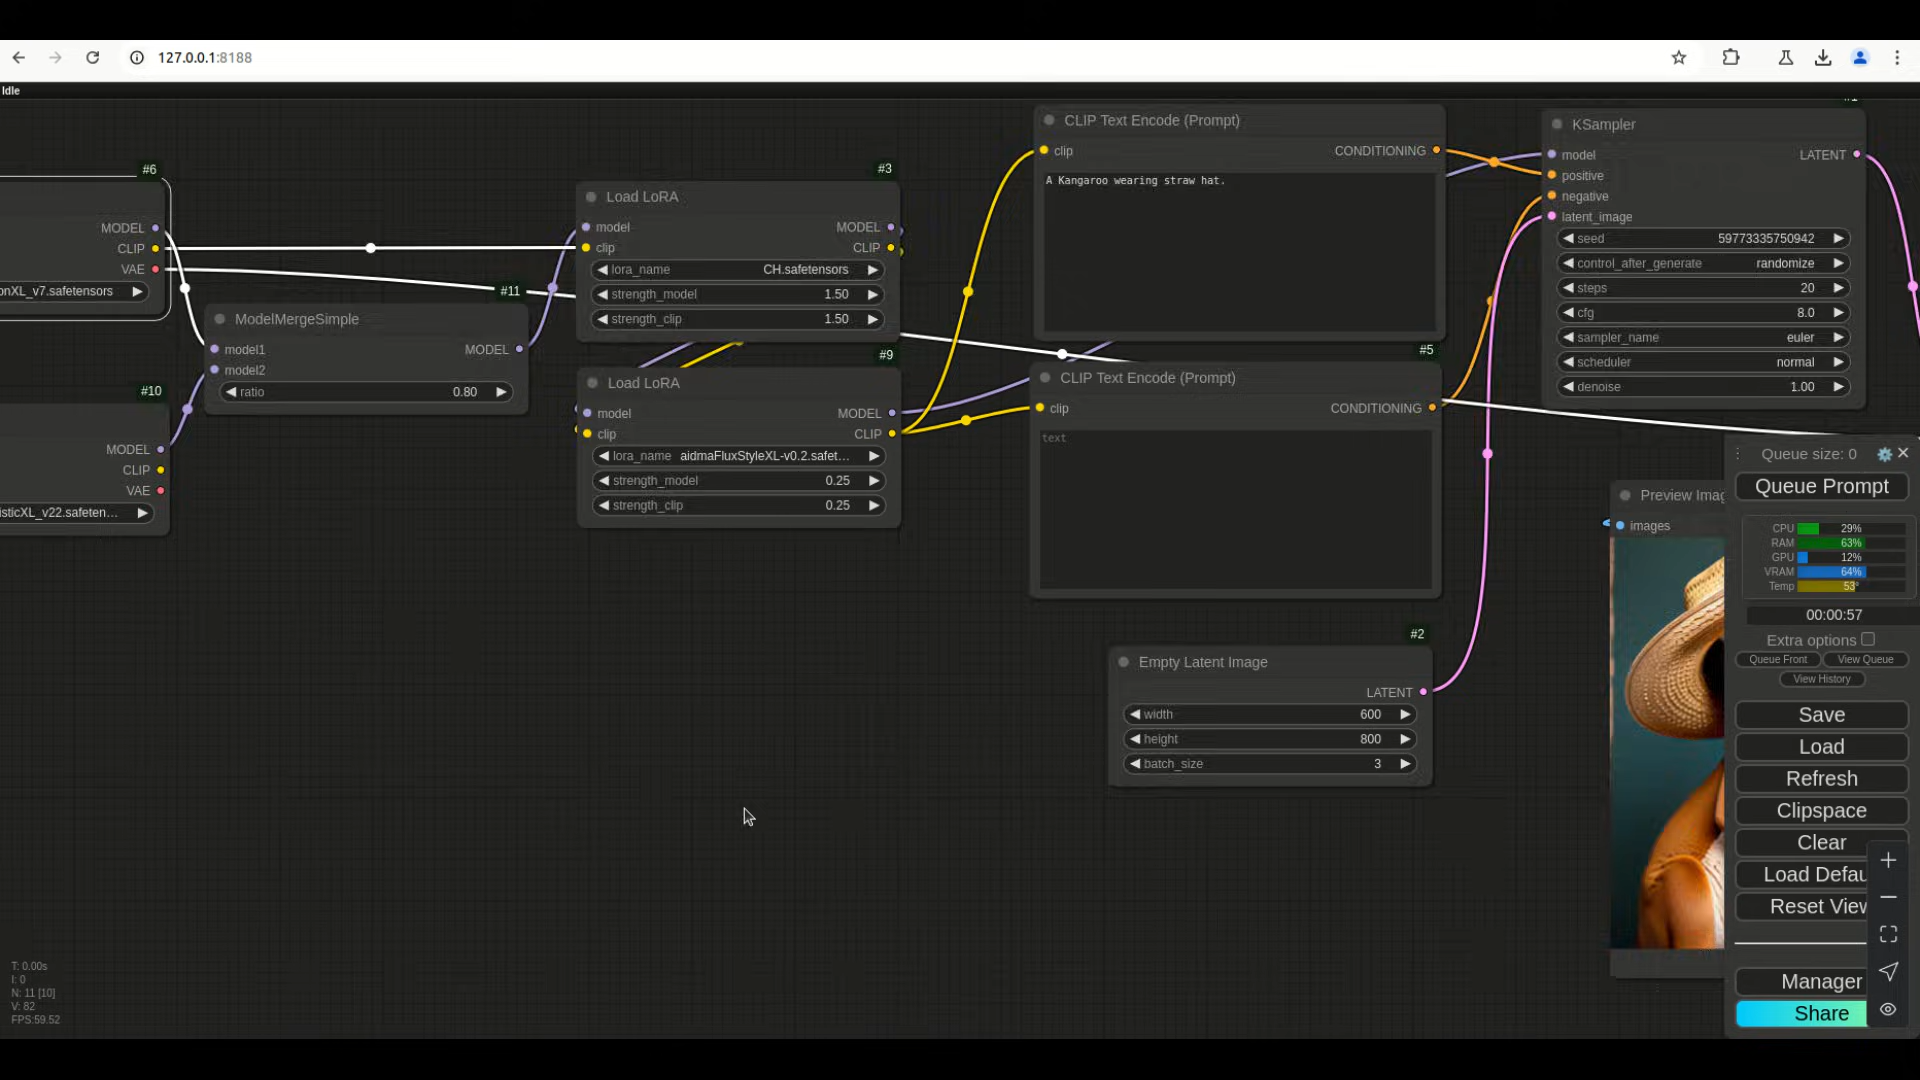 127.0.0.1:8188
Idle
#6
MODEL
CLIP
VAE
onXL_v7.safetensors
#10
MODEL
CLIP
VAE
isticXL_v22.safeten...
#11
ModelMergeSimple
model1
MODEL
model2
ratio 0.80
#3
Load LoRA
model MODEL
clip CLIP
lora_name CH.safetensors
strength_model 1.50
strength_clip 1.50
#9
Load LoRA
model MODEL
clip CLIP
lora_name aidmaFluxStyleXL-v0.2.safet...
strength_model 0.25
strength_clip 0.25
CLIP Text Encode (Prompt)
clip CONDITIONING
A Kangaroo wearing straw hat.
#5
CLIP Text Encode (Prompt)
clip CONDITIONING
text
#2
Empty Latent Image
LATENT
width 600
height 800
batch_size 3
KSampler
model LATENT
positive
negative
latent_image
seed 59773335750942
control_after_generate randomize
steps 20
cfg 8.0
sampler_name euler
scheduler normal
denoise 1.00
Preview Imag
images
Queue size: 0
Queue Prompt
CPU 29%
RAM 63%
GPU 12%
VRAM 64%
Temp 53°
00:00:57
Extra options
Queue Front View Queue
View History
Save
Load
Refresh
Clipspace
Clear
Load Defau
Reset View
Manager
Share
T: 0.00s
I: 0
N: 11 [10]
V: 82
FPS:59.52